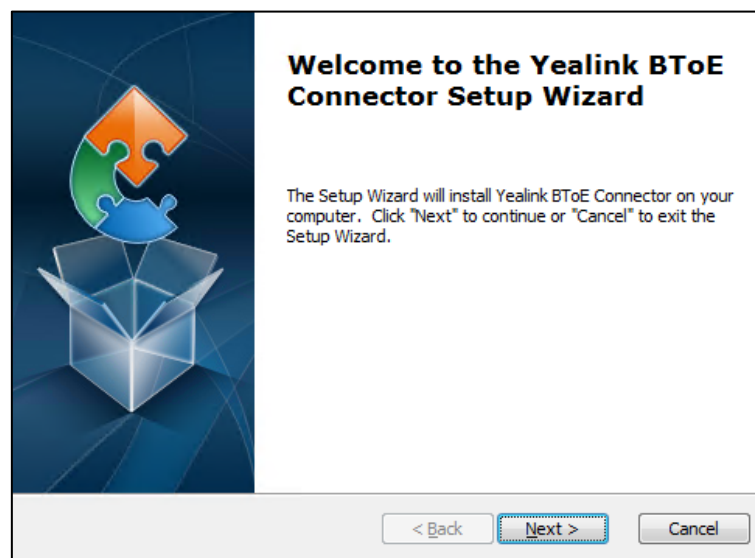 Welcome to the Yealink BToE
Connector Setup Wizard
The Setup Wizard will install Yealink BToE Connector on your
computer.  Click "Next" to continue or "Cancel" to exit the
Setup Wizard.
< Back
Next >
Cancel